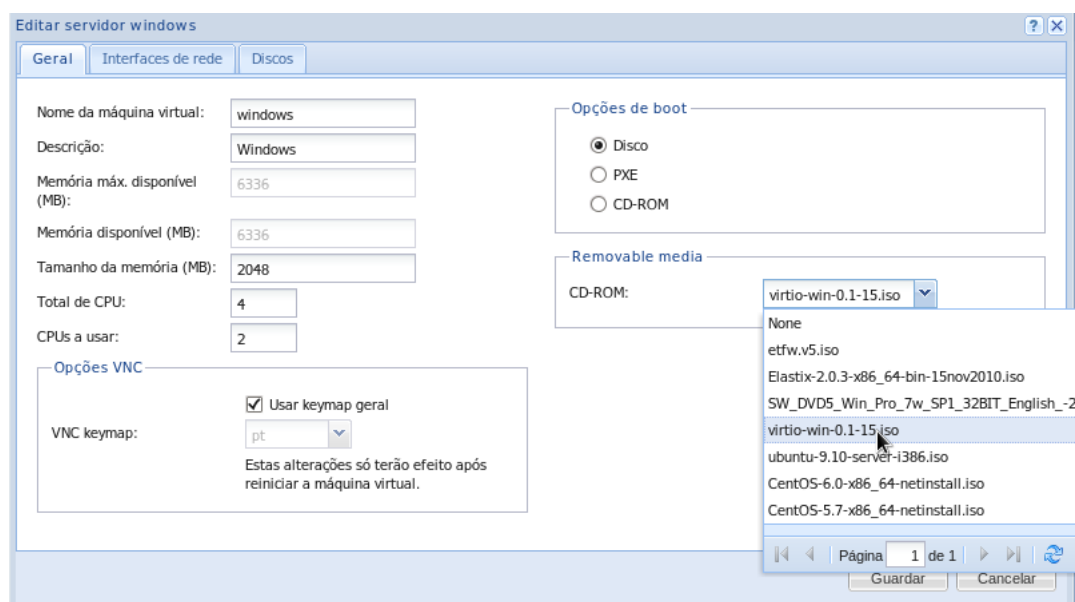 Editar servidor windows
Geral
Interfaces de rede
Discos
Nome da máquina virtual:
windows
Descrição:
Windows
Memória máx. disponível
(MB):
6336
Memória disponível (MB):
6336
Tamanho da memória (MB):
2048
Total de CPU:
4
CPUs a usar:
2
Opções VNC
Usar keymap geral
VNC keymap:
pt
Estas alterações só terão efeito após
reiniciar a máquina virtual.
Opções de boot
Disco
PXE
CD-ROM
Removable media
CD-ROM:
virtio-win-0.1-15.iso
None
etfw.v5.iso
Elastix-2.0.3-x86_64-bin-15nov2010.iso
SW_DVD5_Win_Pro_7w_SP1_32BIT_English_-2
virtio-win-0.1-15.iso
ubuntu-9.10-server-i386.iso
CentOS-6.0-x86_64-netinstall.iso
CentOS-5.7-x86_64-netinstall.iso
Página 1 de 1
Guardar
Cancelar